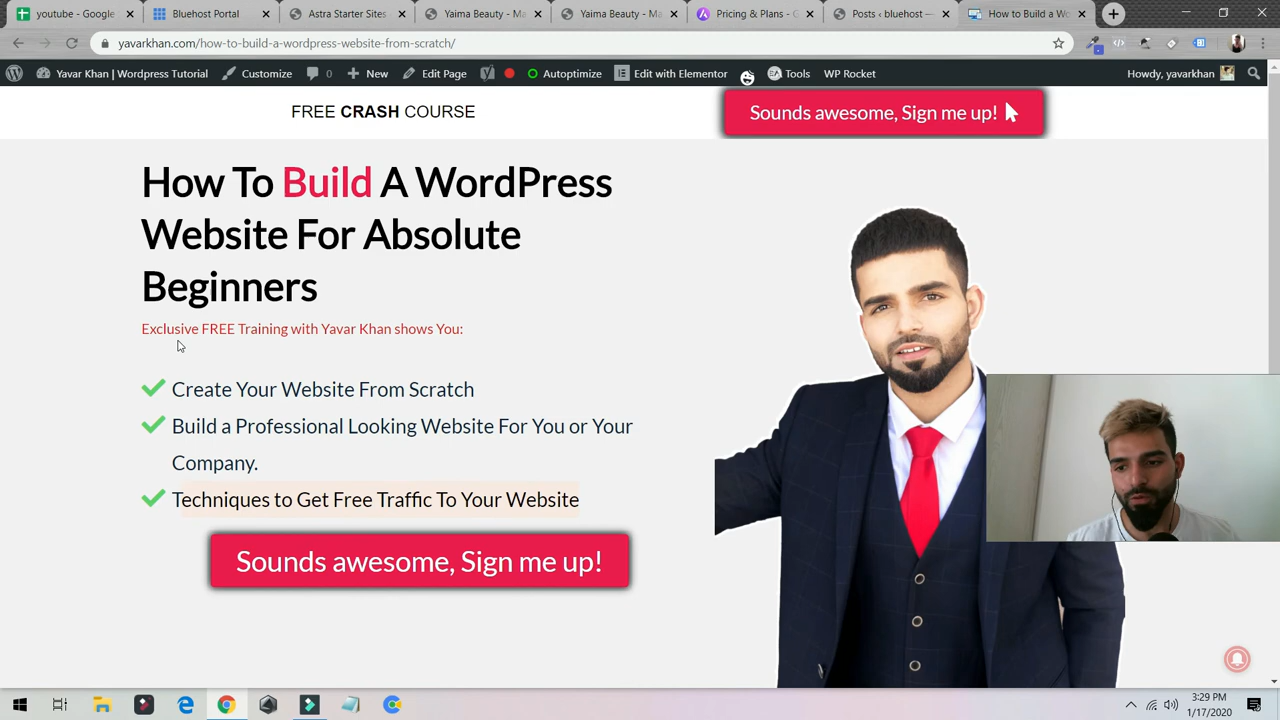 youtube - Google
Bluehost Portal
Astra Starter Sites
Yaima Beauty - Ma
Yaima Beauty - Ma
Pricing & Plans - G
Posts ‹ bluehost —
How to Build a Wo
yavarkhan.com/how-to-build-a-wordpress-website-from-scratch/
Yavar Khan | Wordpress Tutorial
Customize
0
New
Edit Page
Autoptimize
Edit with Elementor
Tools
WP Rocket
Howdy, yavarkhan
FREE CRASH COURSE
Sounds awesome, Sign me up!
How To Build A WordPress
Website For Absolute
Beginners
Exclusive FREE Training with Yavar Khan shows You:
Create Your Website From Scratch
Build a Professional Looking Website For You or Your
Company.
Techniques to Get Free Traffic To Your Website
Sounds awesome, Sign me up!
3:29 PM
1/17/2020